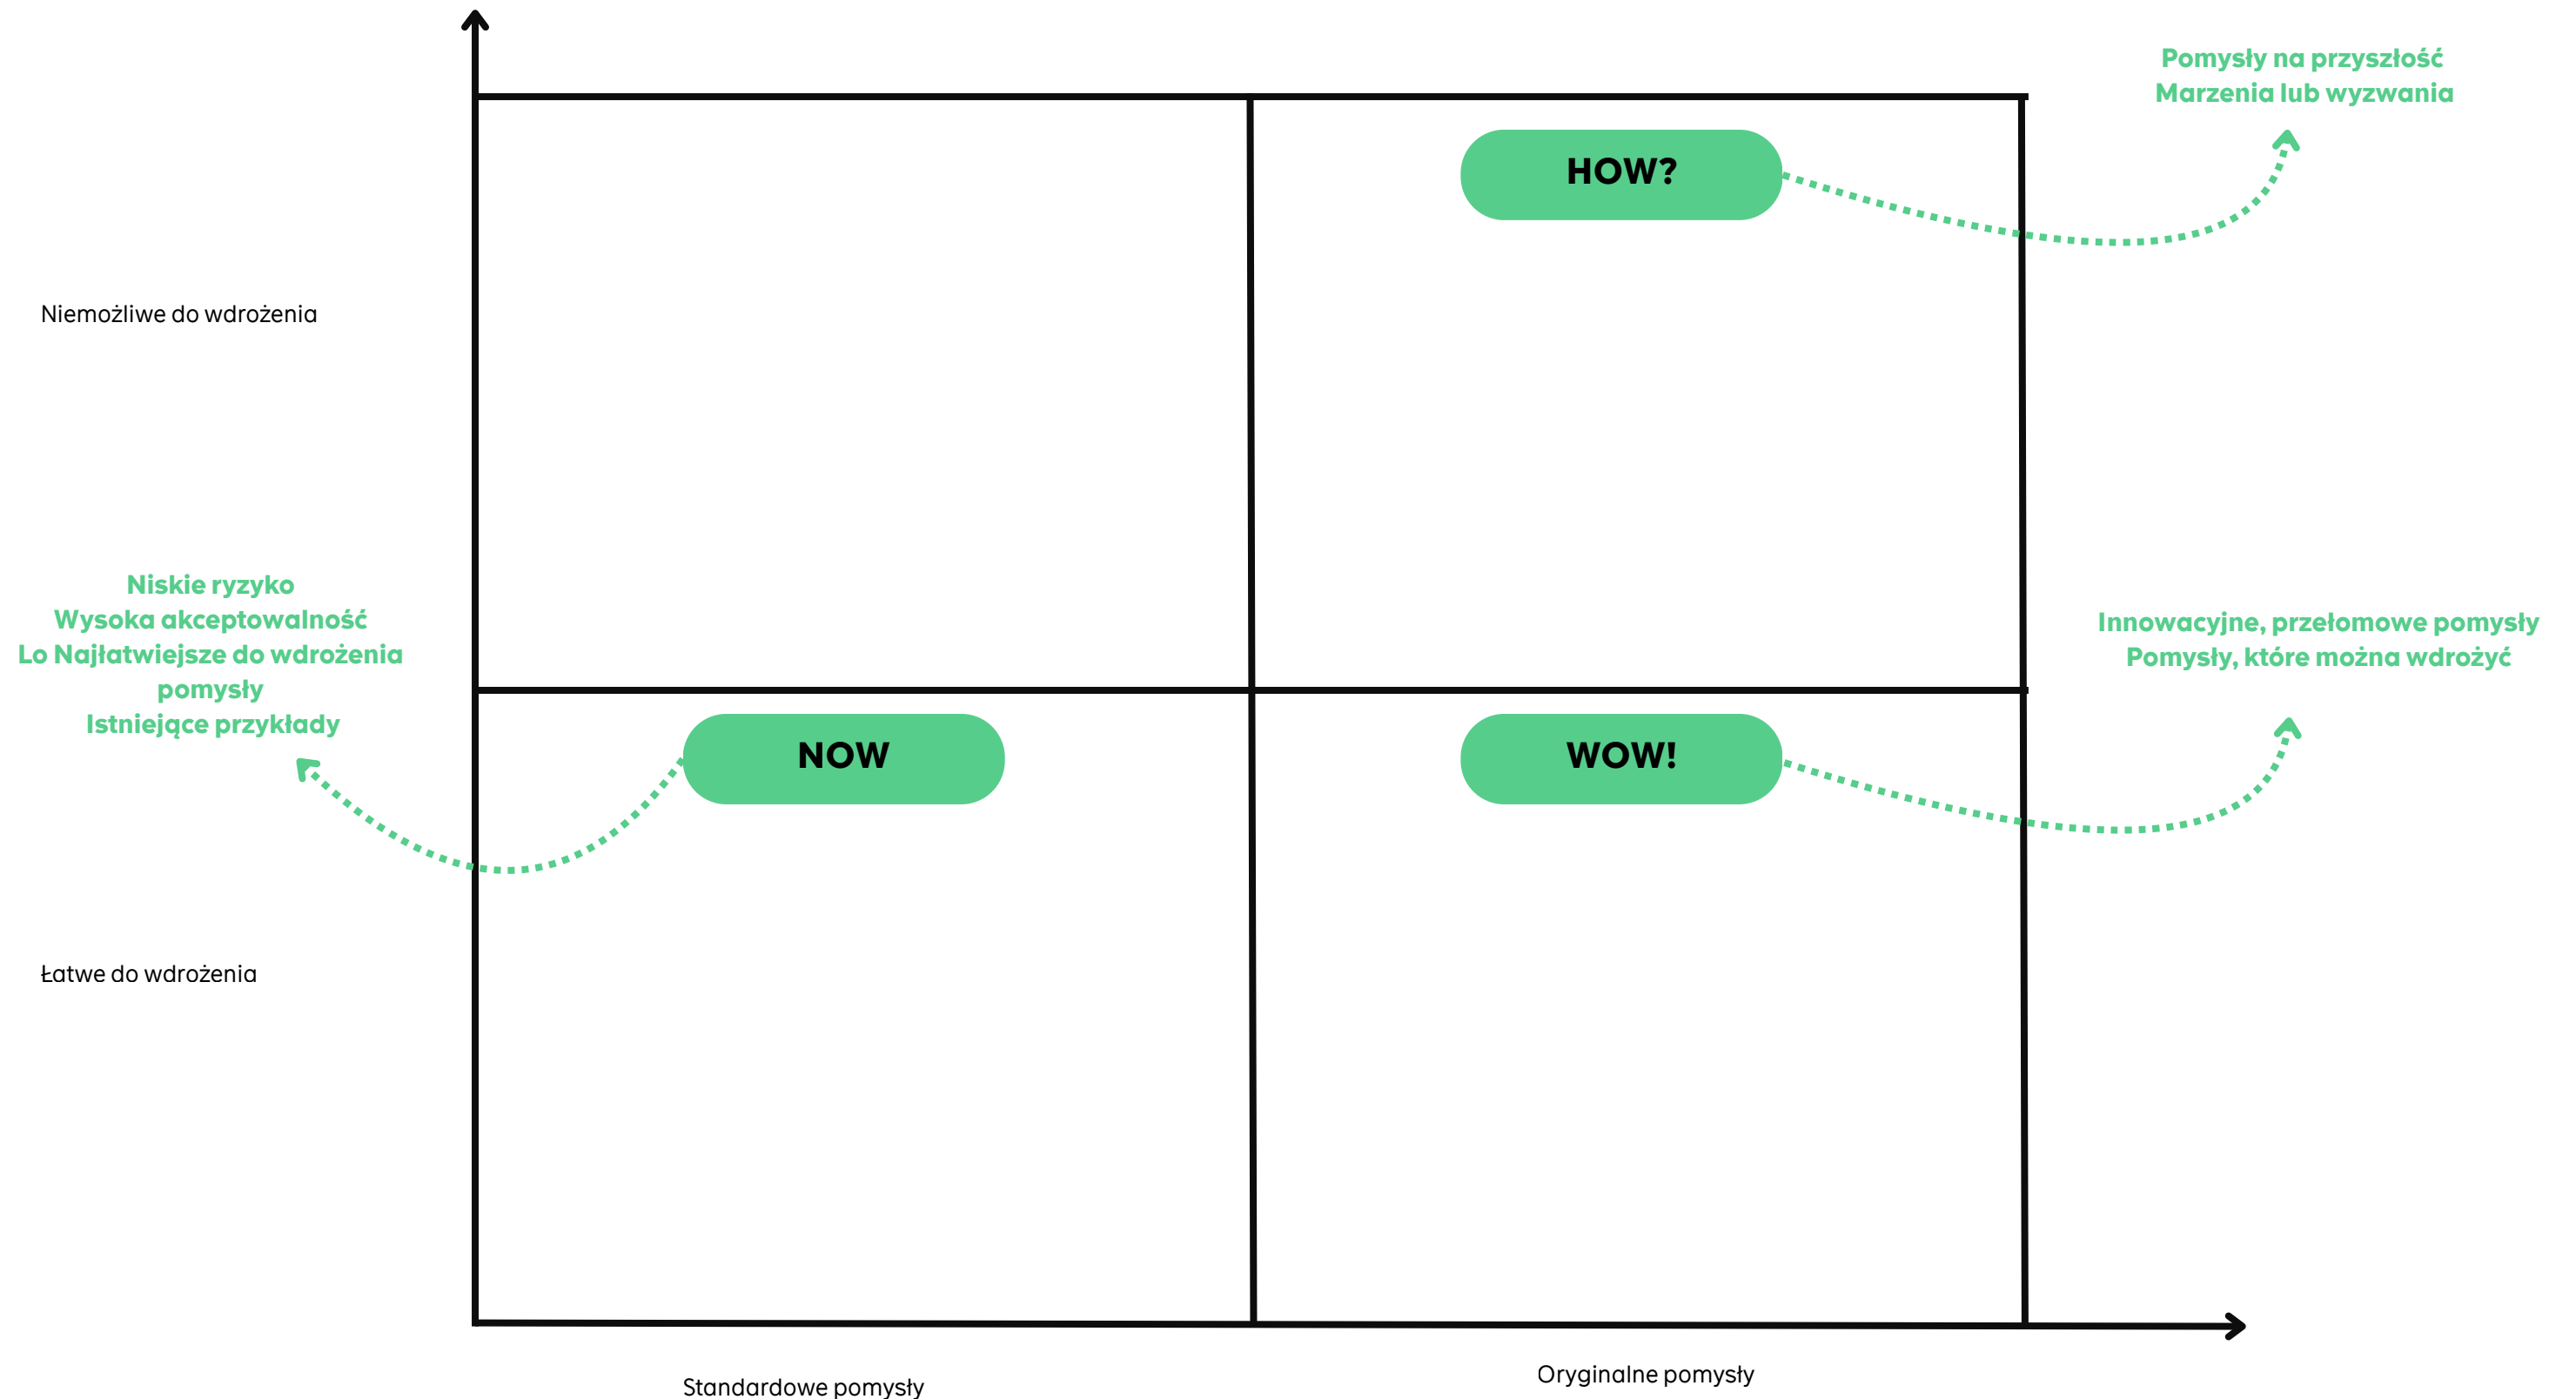 Pomysły na przyszłość
Marzenia lub wyzwania
HOW?
Niemożliwe do wdrożenia
Niskie ryzyko
Wysoka akceptowalność
Lo Najłatwiejsze do wdrożenia
pomysły
Istniejące przykłady
Innowacyjne, przełomowe pomysły
Pomysły, które można wdrożyć
NOW
WOW!
Łatwe do wdrożenia
Standardowe pomysły
Oryginalne pomysły